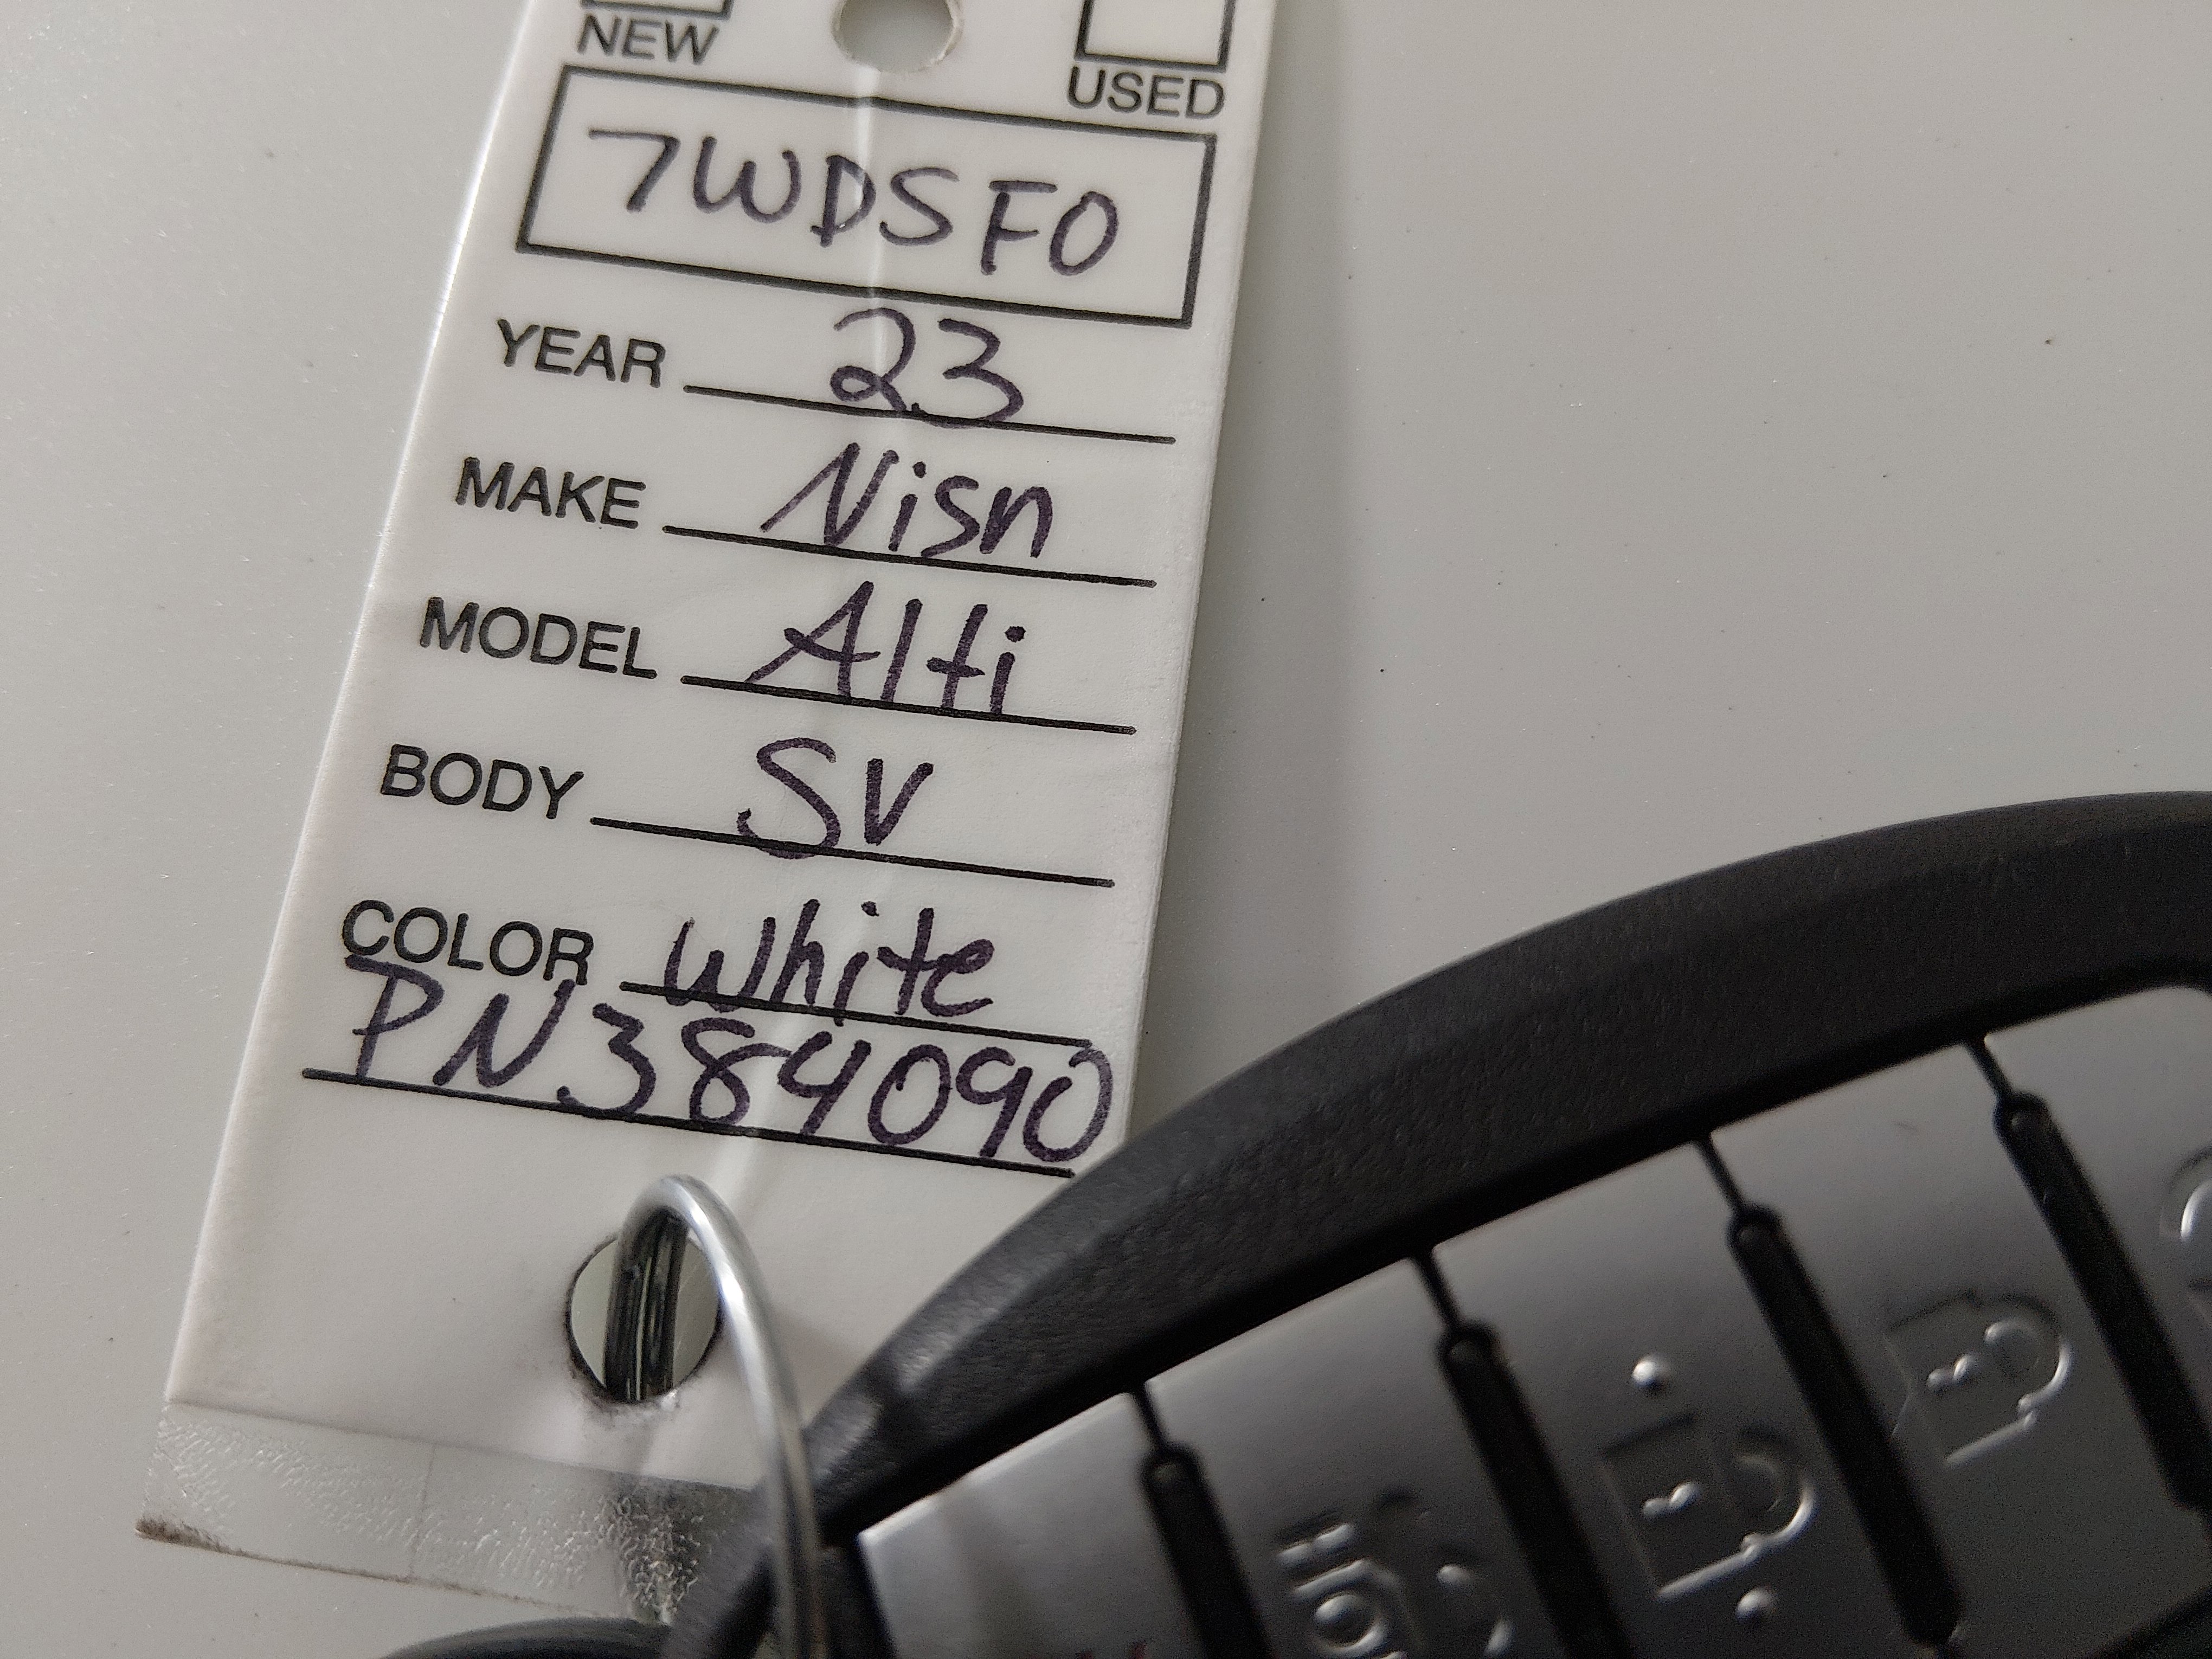 NEW USED
7WDSF0
YEAR 23
MAKE Nisn
MODEL Alti
BODY SV
COLOR White
PN384090